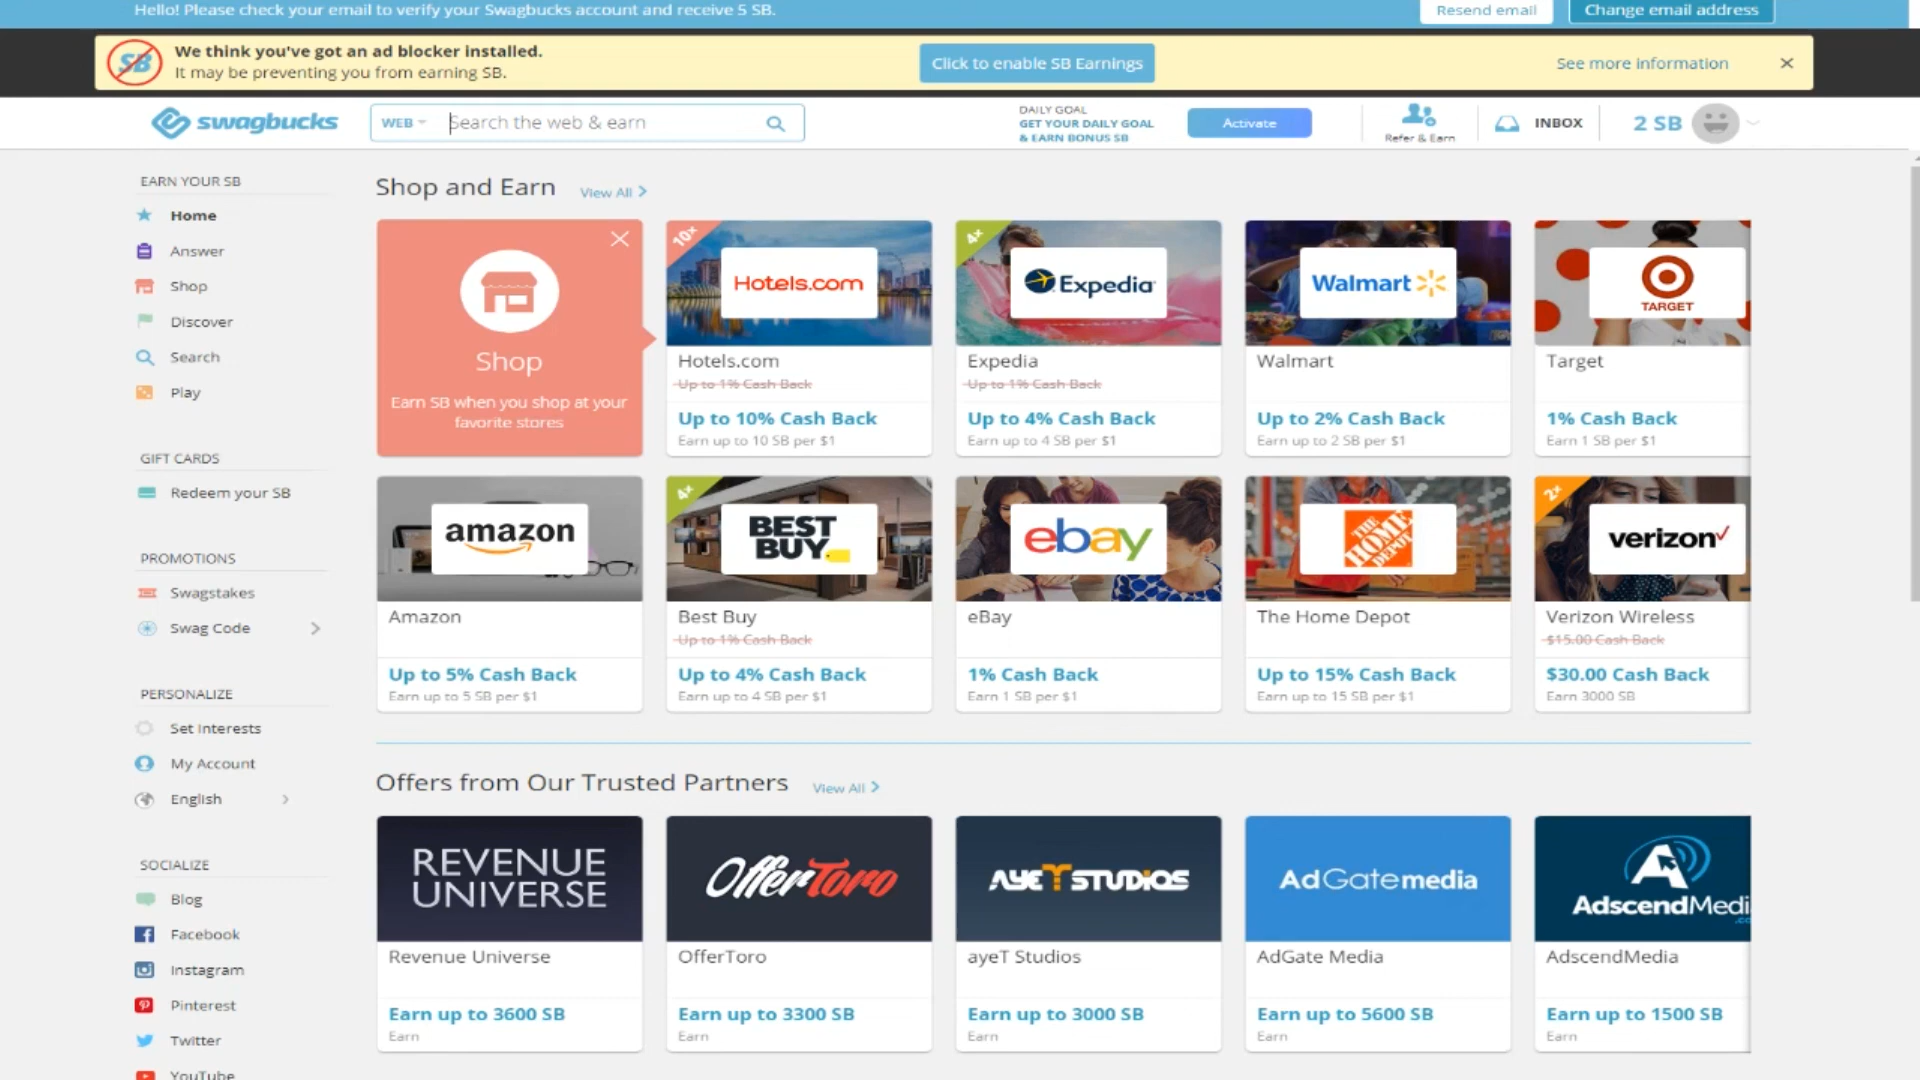 Hello! Please check your email to verify your Swagbucks account and receive 5 SB.
Resend email
Change email address
SB
We think you've got an ad blocker installed.
It may be preventing you from earning SB.
Click to enable SB Earnings
See more information
swagbucks
WEB
Search the web & earn
DAILY GOAL
GET YOUR DAILY GOAL
& EARN BONUS SB
Activate
Refer & Earn
INBOX
2 SB
EARN YOUR SB
Home
Answer
Shop
Discover
Search
Play
GIFT CARDS
Redeem your SB
PROMOTIONS
Swagstakes
Swag Code
PERSONALIZE
Set Interests
My Account
English
SOCIALIZE
Blog
Facebook
Instagram
Pinterest
Twitter
YouTube
Shop and Earn
View All
Shop
Earn SB when you shop at your
favorite stores
10x
Hotels.com
Hotels.com
Up to 1% Cash Back
Up to 10% Cash Back
Earn up to 10 SB per $1
4x
Expedia
Expedia
Up to 1% Cash Back
Up to 4% Cash Back
Earn up to 4 SB per $1
Walmart
Walmart
Up to 2% Cash Back
Earn up to 2 SB per $1
TARGET
Target
1% Cash Back
Earn 1 SB per $1
amazon
Amazon
Up to 5% Cash Back
Earn up to 5 SB per $1
4x
BEST
BUY
Best Buy
Up to 1% Cash Back
Up to 4% Cash Back
Earn up to 4 SB per $1
ebay
eBay
1% Cash Back
Earn 1 SB per $1
THE
HOME
DEPOT
The Home Depot
Up to 15% Cash Back
Earn up to 15 SB per $1
2x
verizon
Verizon Wireless
$15.00 Cash Back
$30.00 Cash Back
Earn 3000 SB
Offers from Our Trusted Partners
View All
REVENUE
UNIVERSE
Revenue Universe
Earn up to 3600 SB
Earn
OfferToro
OfferToro
Earn up to 3300 SB
Earn
AYET STUDIOS
ayeT Studios
Earn up to 3000 SB
Earn
AdGatemedia
AdGate Media
Earn up to 5600 SB
Earn
AdscendMedi
.co
AdscendMedia
Earn up to 1500 SB
Earn